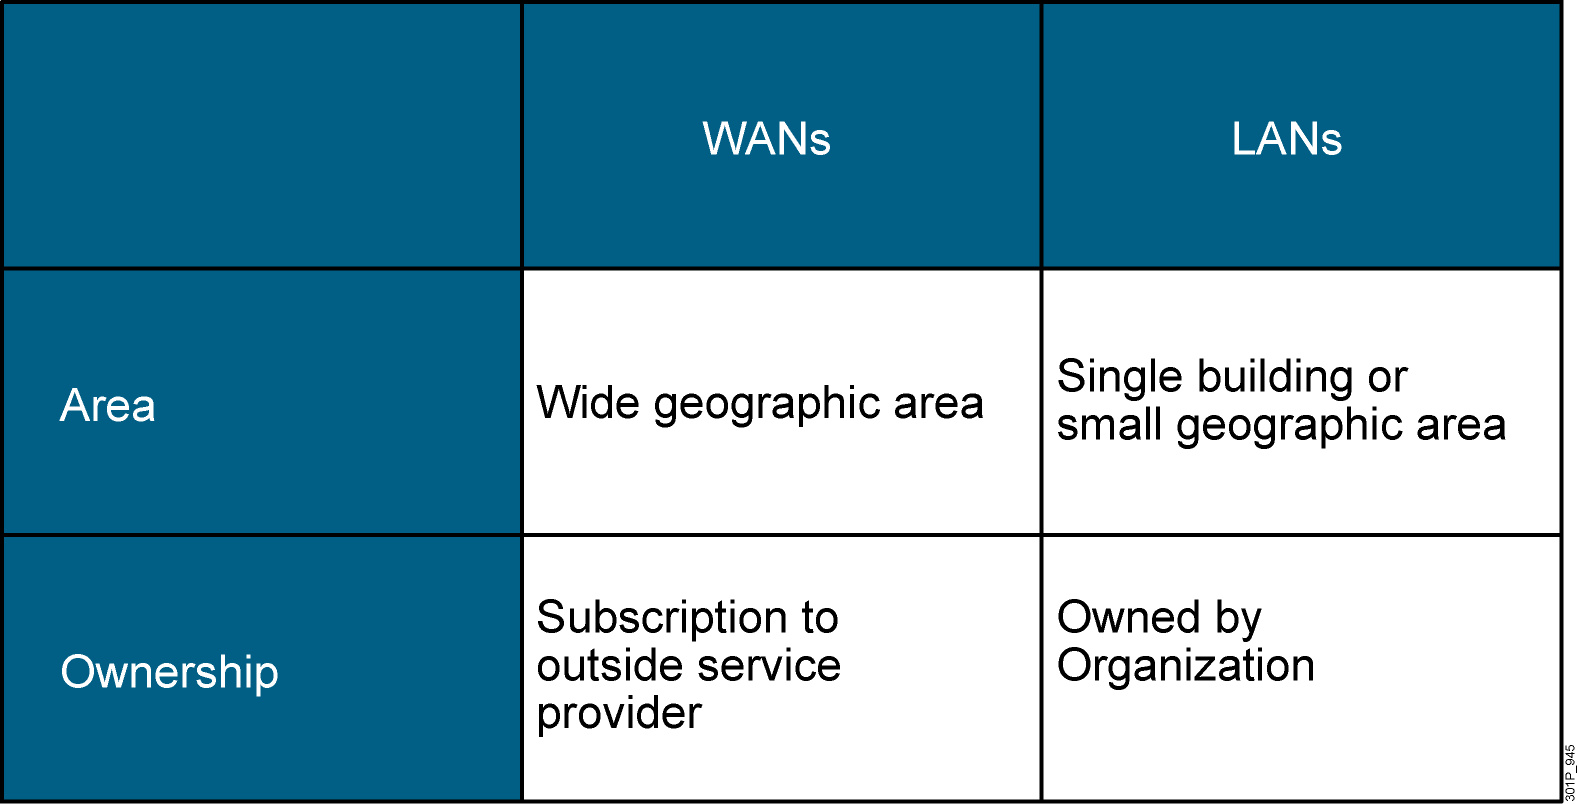 WANs
LANs
Area
Wide geographic area
Single building or
small geographic area
Ownership
Subscription to
outside service
provider
Owned by
Organization
301P_945